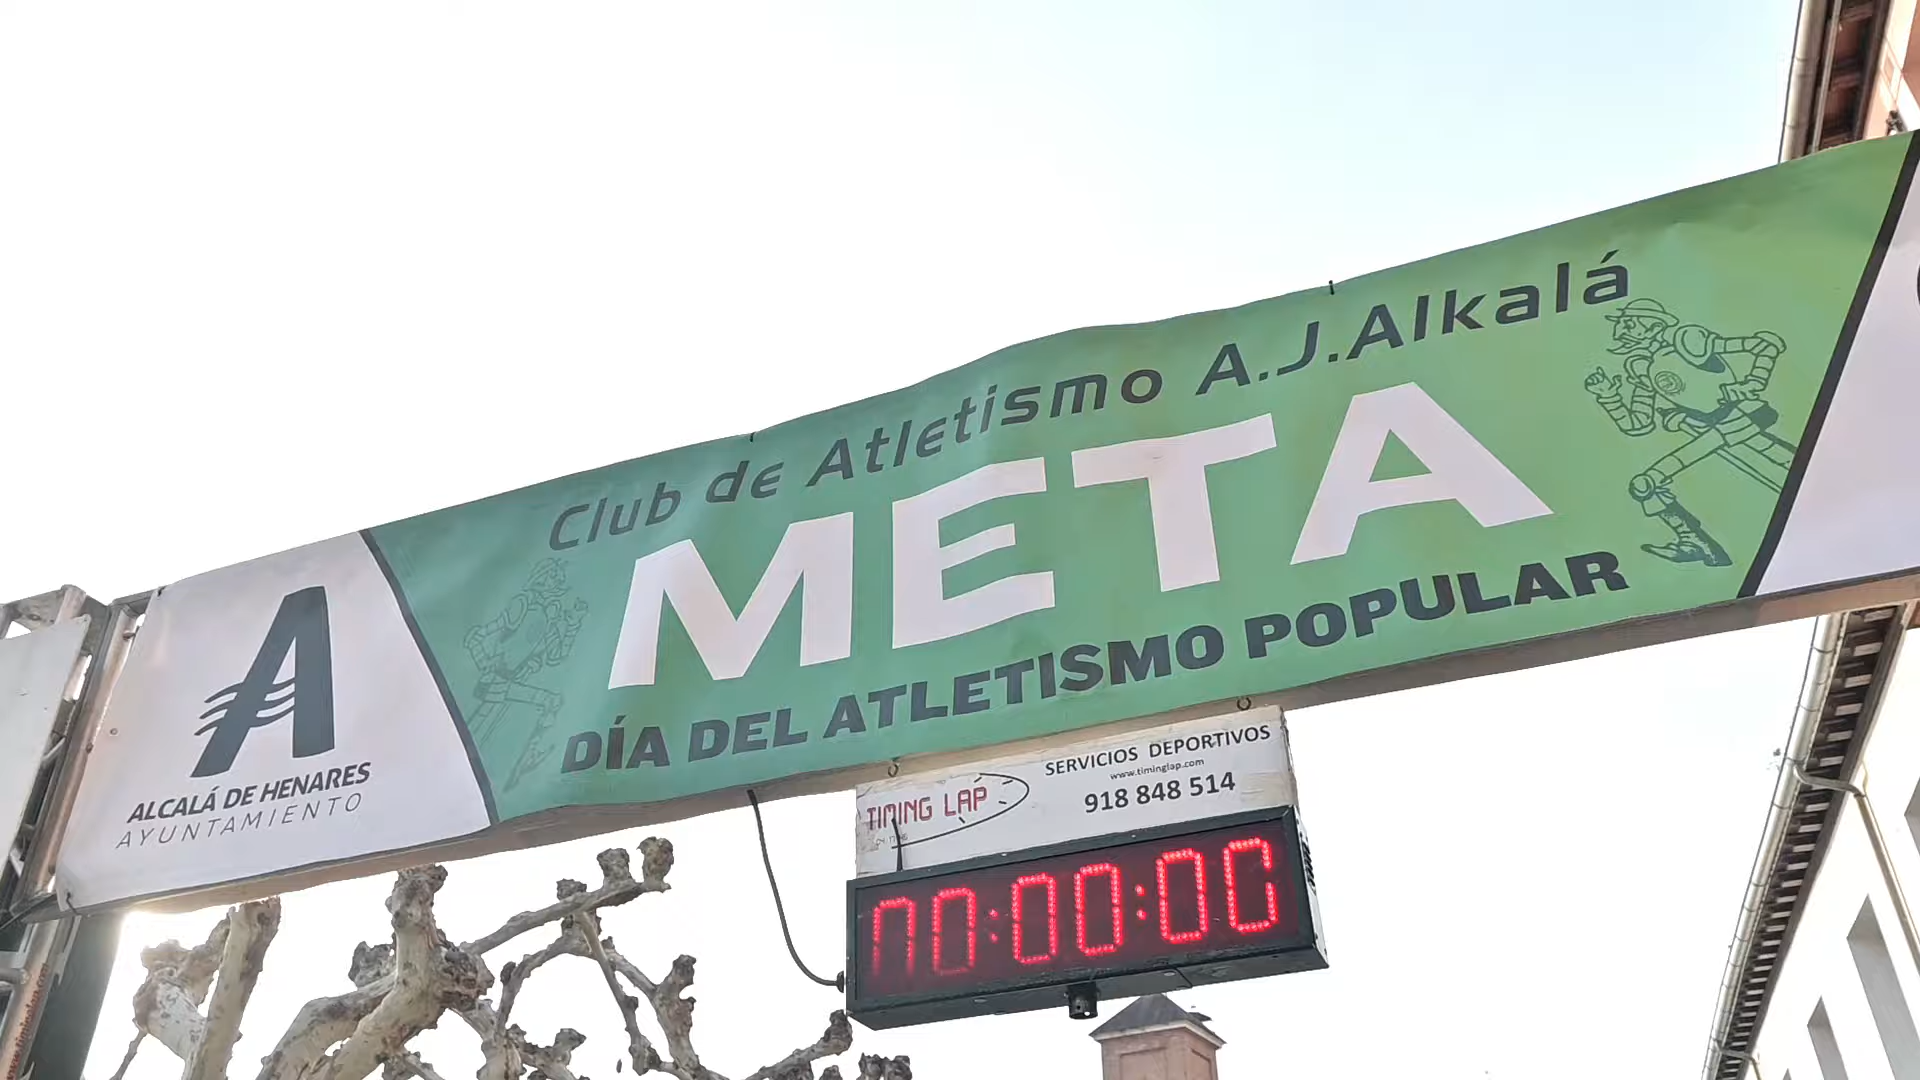 Club de Atletismo A.J.Alkalá
META
DÍA DEL ATLETISMO POPULAR
ALCALÁ DE HENARES
AYUNTAMIENTO
TIMING LAP
SERVICIOS DEPORTIVOS
www.timinglap.com
918 848 514
00:00:00